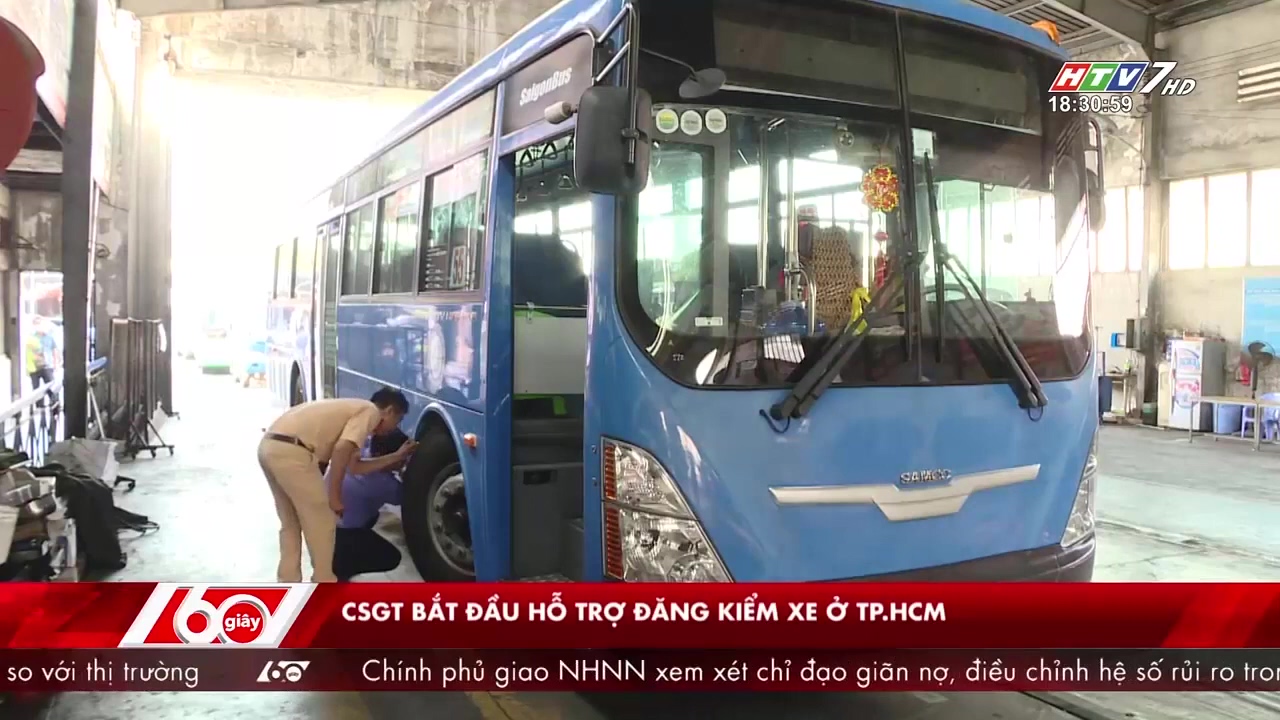 SaigonBus
HTV7 HD
18:30:59
SAMCO
60 giây
CSGT BẮT ĐẦU HỖ TRỢ ĐĂNG KIỂM XE Ở TP.HCM
so với thị trường 60 giây Chính phủ giao NHNN xem xét chỉ đạo giãn nợ, điều chỉnh hệ số rủi ro tron